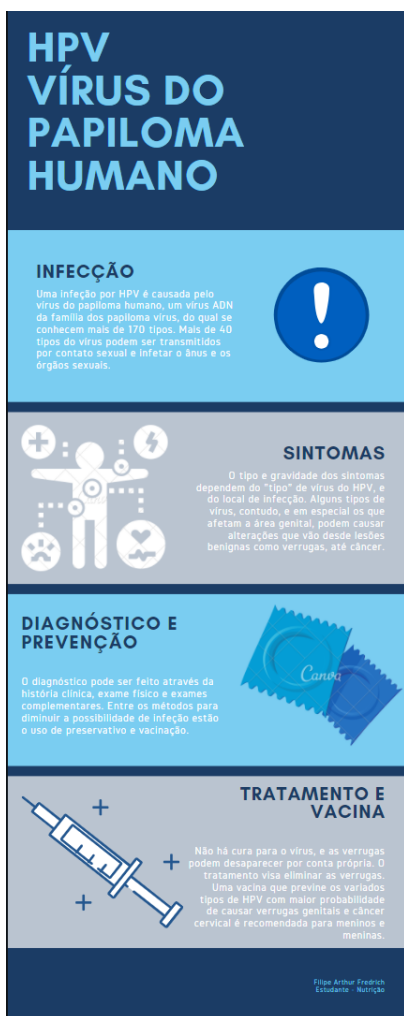 HPV
VÍRUS DO
PAPILOMA
HUMANO
INFECÇÃO
Uma infeção por HPV é causada pelo
vírus do papiloma humano, um vírus ADN
da família dos papiloma vírus, do qual se
conhecem mais de 170 tipos. Mais de 40
tipos do vírus podem ser transmitidos
por contato sexual e infetar o ânus e os
órgãos sexuais.
SINTOMAS
O tipo e gravidade dos sintomas
dependem do "tipo" de vírus do HPV, e
do local de infecção. Alguns tipos de
vírus, contudo, e em especial os que
afetam a área genital, podem causar
alterações que vão desde lesões
benignas como verrugas, até câncer.
DIAGNÓSTICO E
PREVENÇÃO
O diagnóstico pode ser feito através da
história clínica, exame físico e exames
complementares. Entre os métodos para
diminuir a possibilidade de infeção estão
o uso de preservativo e vacinação.
Canva
TRATAMENTO E
VACINA
Não há cura para o vírus, e as verrugas
podem desaparecer por conta própria. O
tratamento visa eliminar as verrugas.
Uma vacina que previne os variados
tipos de HPV com maior probabilidade
de causar verrugas genitais e câncer
cervical é recomendada para meninos e
meninas.
Filipe Arthur Fredrich
Estudante - Nutrição